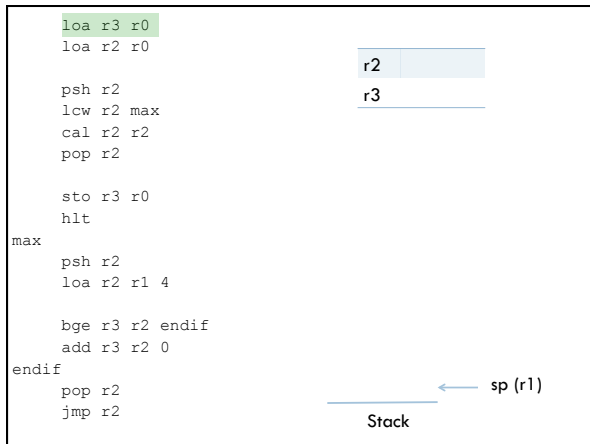 loa r3 r0
loa r2 r0
psh r2
lcw r2 max
cal r2 r2
pop r2
sto r3 r0
hlt
max
psh r2
loa r2 r1 4
bge r3 r2 endif
add r3 r2 0
endif
pop r2
jmp r2
r2
r3
sp (r1)
Stack